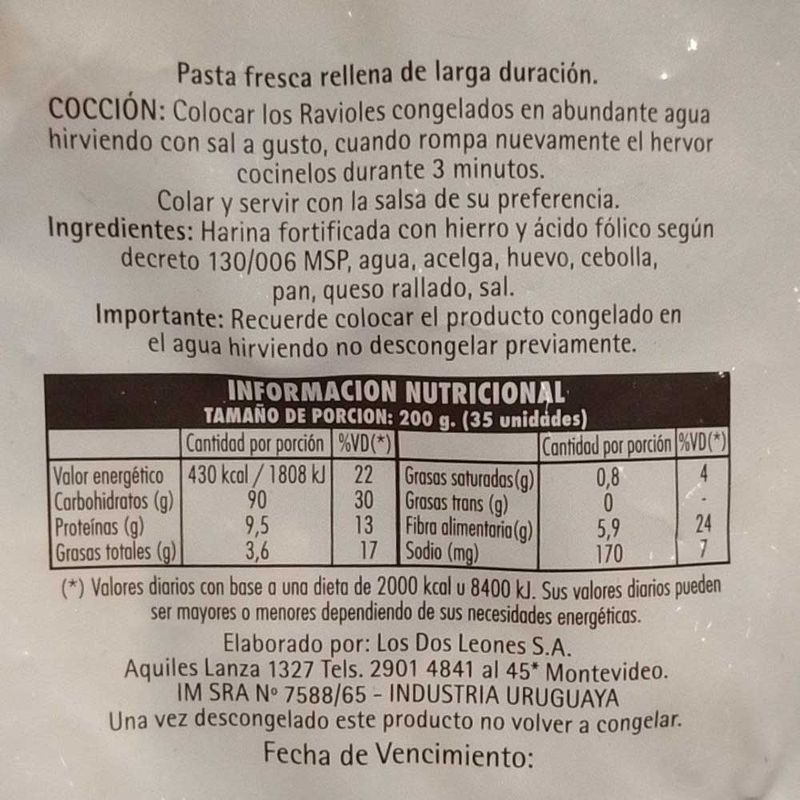 Pasta fresca rellena de larga duración.
COCCIÓN: Colocar los Ravioles congelados en abundante agua
hirviendo con sal a gusto, cuando rompa nuevamente el hervor
cocinelos durante 3 minutos.
Colar y servir con la salsa de su preferencia.
Ingredientes: Harina fortificada con hierro y ácido fólico según
decreto 130/006 MSP, agua, acelga, huevo, cebolla,
pan, queso rallado, sal.
Importante: Recuerde colocar el producto congelado en
el agua hirviendo no descongelar previamente.
INFORMACION NUTRICIONAL
TAMAÑO DE PORCION: 200 g. (35 unidades)
Cantidad por porción %VD(*) Cantidad por porción %VD(*)
Valor energético 430 kcal / 1808 kJ 22 Grasas saturadas(g) 0,8 4
Carbohidratos (g) 90 30 Grasas trans (g) 0 -
Proteínas (g) 9,5 13 Fibra alimentaria(g) 5,9 24
Grasas totales (g) 3,6 17 Sodio (mg) 170 7
(*) Valores diarios con base a una dieta de 2000 kcal u 8400 kJ. Sus valores diarios pueden
ser mayores o menores dependiendo de sus necesidades energéticas.
Elaborado por: Los Dos Leones S.A.
Aquiles Lanza 1327 Tels. 2901 4841 al 45* Montevideo.
IM SRA Nº 7588/65 - INDUSTRIA URUGUAYA
Una vez descongelado este producto no volver a congelar.
Fecha de Vencimiento: